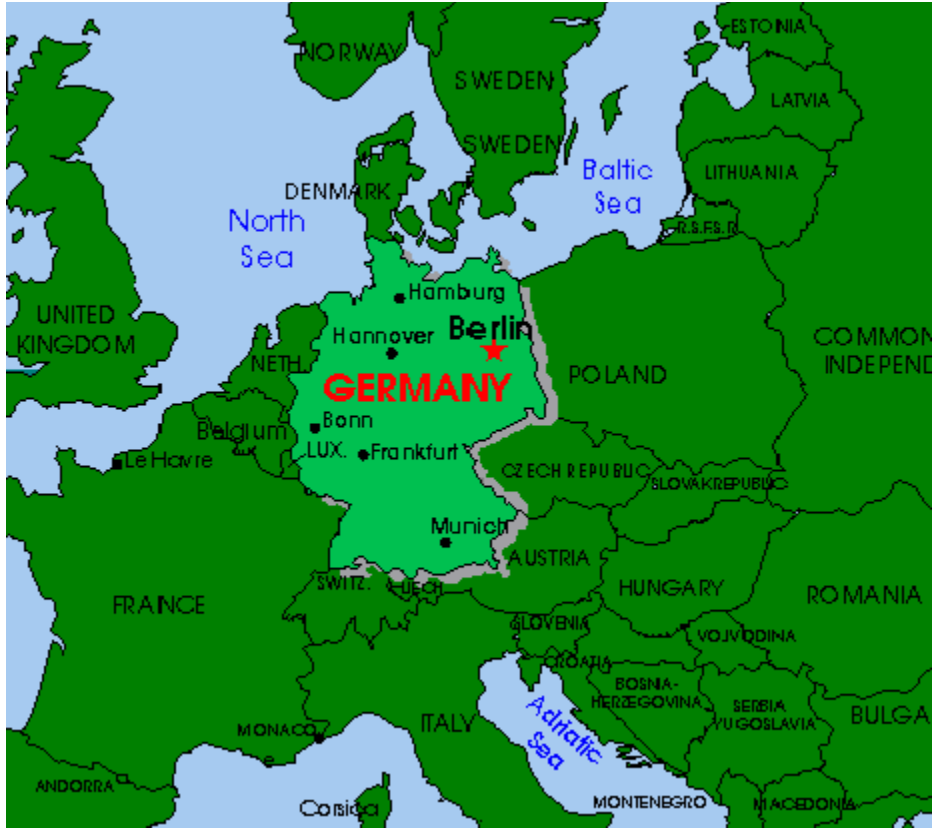 ESTONIA
NORWAY
SWEDEN
LATVIA
SWEDEN
Baltic
Sea
LITHUANIA
DENMARK
North
Sea
R.S.F.S.R.
Hamburg
UNITED
KINGDOM
Berlin
Hannover
COMMON
INDEPEND
NETH.
GERMANY
POLAND
Bonn
Belgium
LUX.
Frankfurt
Le Havre
CZECH REPUBLIC
SLOVAK REPUBLIC
Munich
AUSTRIA
SWITZ.
LIECH.
HUNGARY
FRANCE
ROMANIA
SLOVENIA
VOJVODINA
CROATIA
BOSNIA-
HERZEGOVINA
SERBIA
YUGOSLAVIA
BULGA
ITALY
Adriatic
Sea
MONACO
ANDORRA
Corsica
MONTENEGRO
MACEDONIA